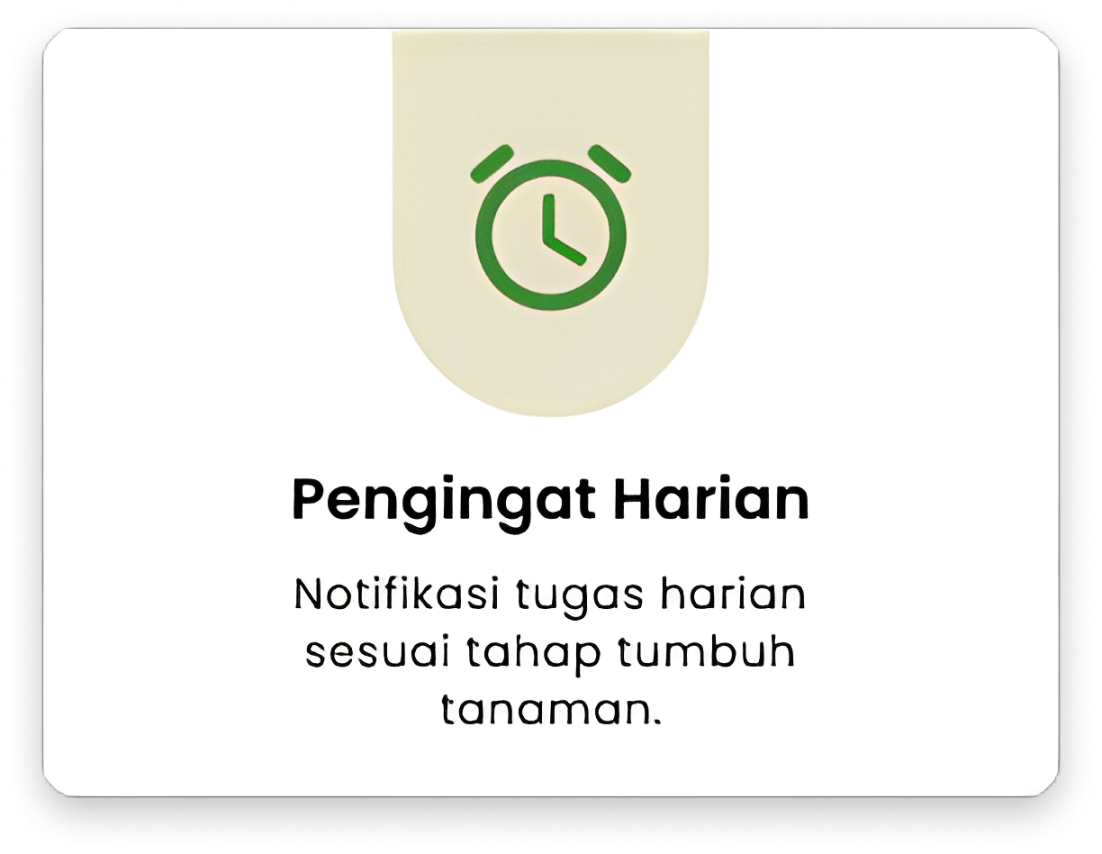 Pengingat Harian
Notifikasi tugas harian
sesuai tahap tumbuh
tanaman.